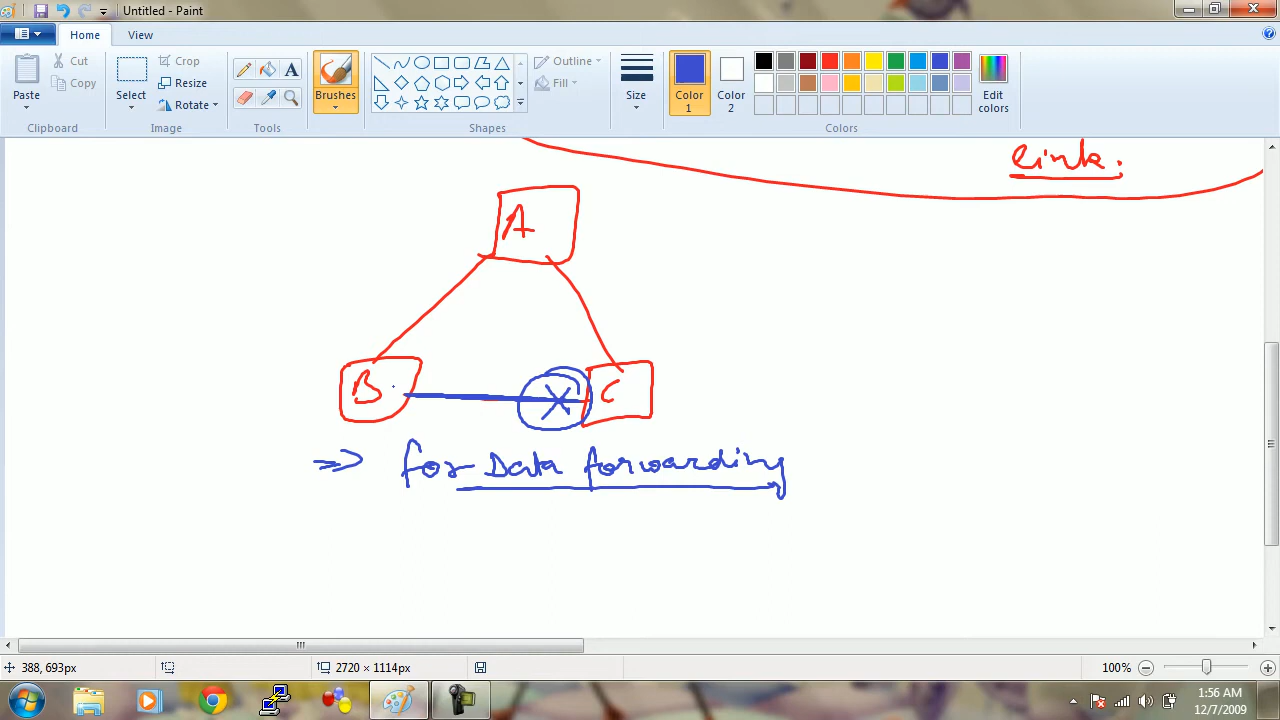 Untitled - Paint
Home
View
Paste
Cut
Copy
Clipboard
Select
Crop
Resize
Rotate
Image
Tools
Brushes
Shapes
Outline
Fill
Size
Color
1
Color
2
Edit
colors
Colors
Link.
A
B
C
for Data forwarding
388, 693px
2720 × 1114px
100%
1:56 AM
12/7/2009